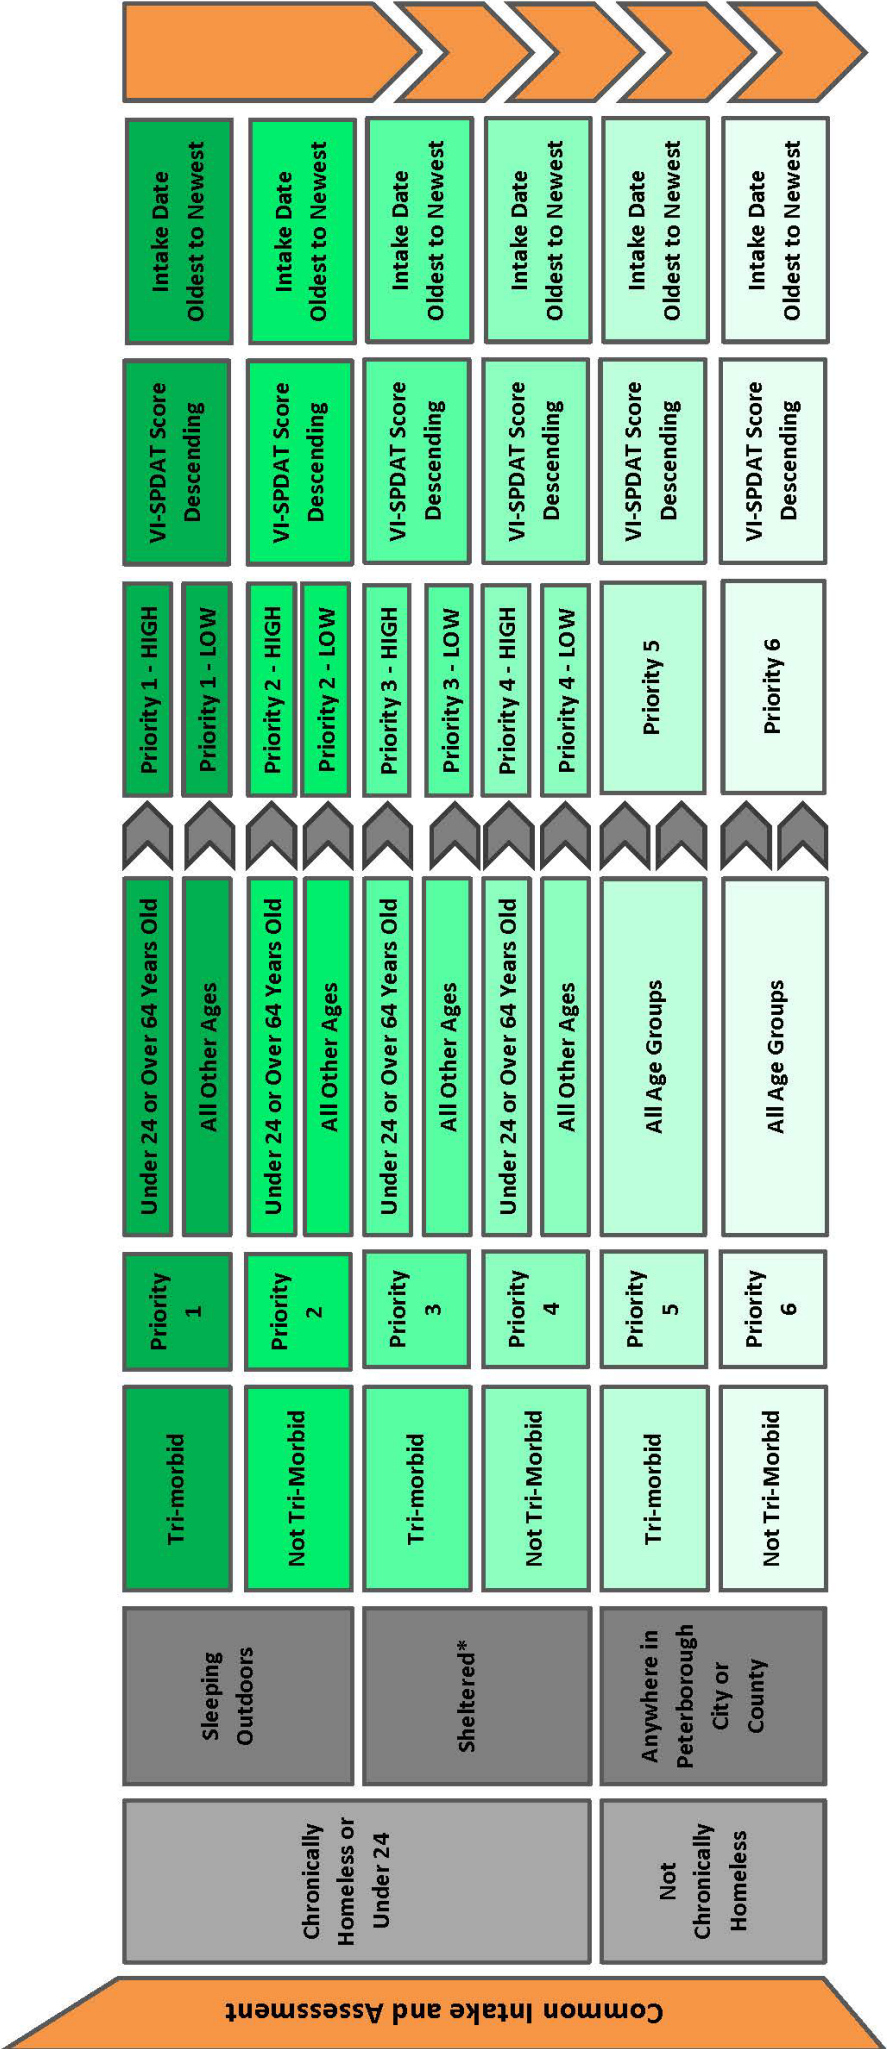 Common Intake and Assessment
Chronically
Homeless or
Under 24
Not
Chronically
Homeless
Sleeping
Outdoors
Sheltered*
Anywhere in
Peterborough
City or
County
Tri-morbid
Not Tri-Morbid
Tri-morbid
Not Tri-Morbid
Tri-morbid
Not Tri-Morbid
Priority
1
Priority
2
Priority
3
Priority
4
Priority
5
Priority
6
Under 24 or Over 64 Years Old
All Other Ages
Under 24 or Over 64 Years Old
All Other Ages
Under 24 or Over 64 Years Old
All Other Ages
Under 24 or Over 64 Years Old
All Other Ages
All Age Groups
All Age Groups
Priority 1 - HIGH
Priority 1 - LOW
Priority 2 - HIGH
Priority 2 - LOW
Priority 3 - HIGH
Priority 3 - LOW
Priority 4 - HIGH
Priority 4 - LOW
Priority 5
Priority 6
VI-SPDAT Score
Descending
VI-SPDAT Score
Descending
VI-SPDAT Score
Descending
VI-SPDAT Score
Descending
VI-SPDAT Score
Descending
VI-SPDAT Score
Descending
Intake Date
Oldest to Newest
Intake Date
Oldest to Newest
Intake Date
Oldest to Newest
Intake Date
Oldest to Newest
Intake Date
Oldest to Newest
Intake Date
Oldest to Newest